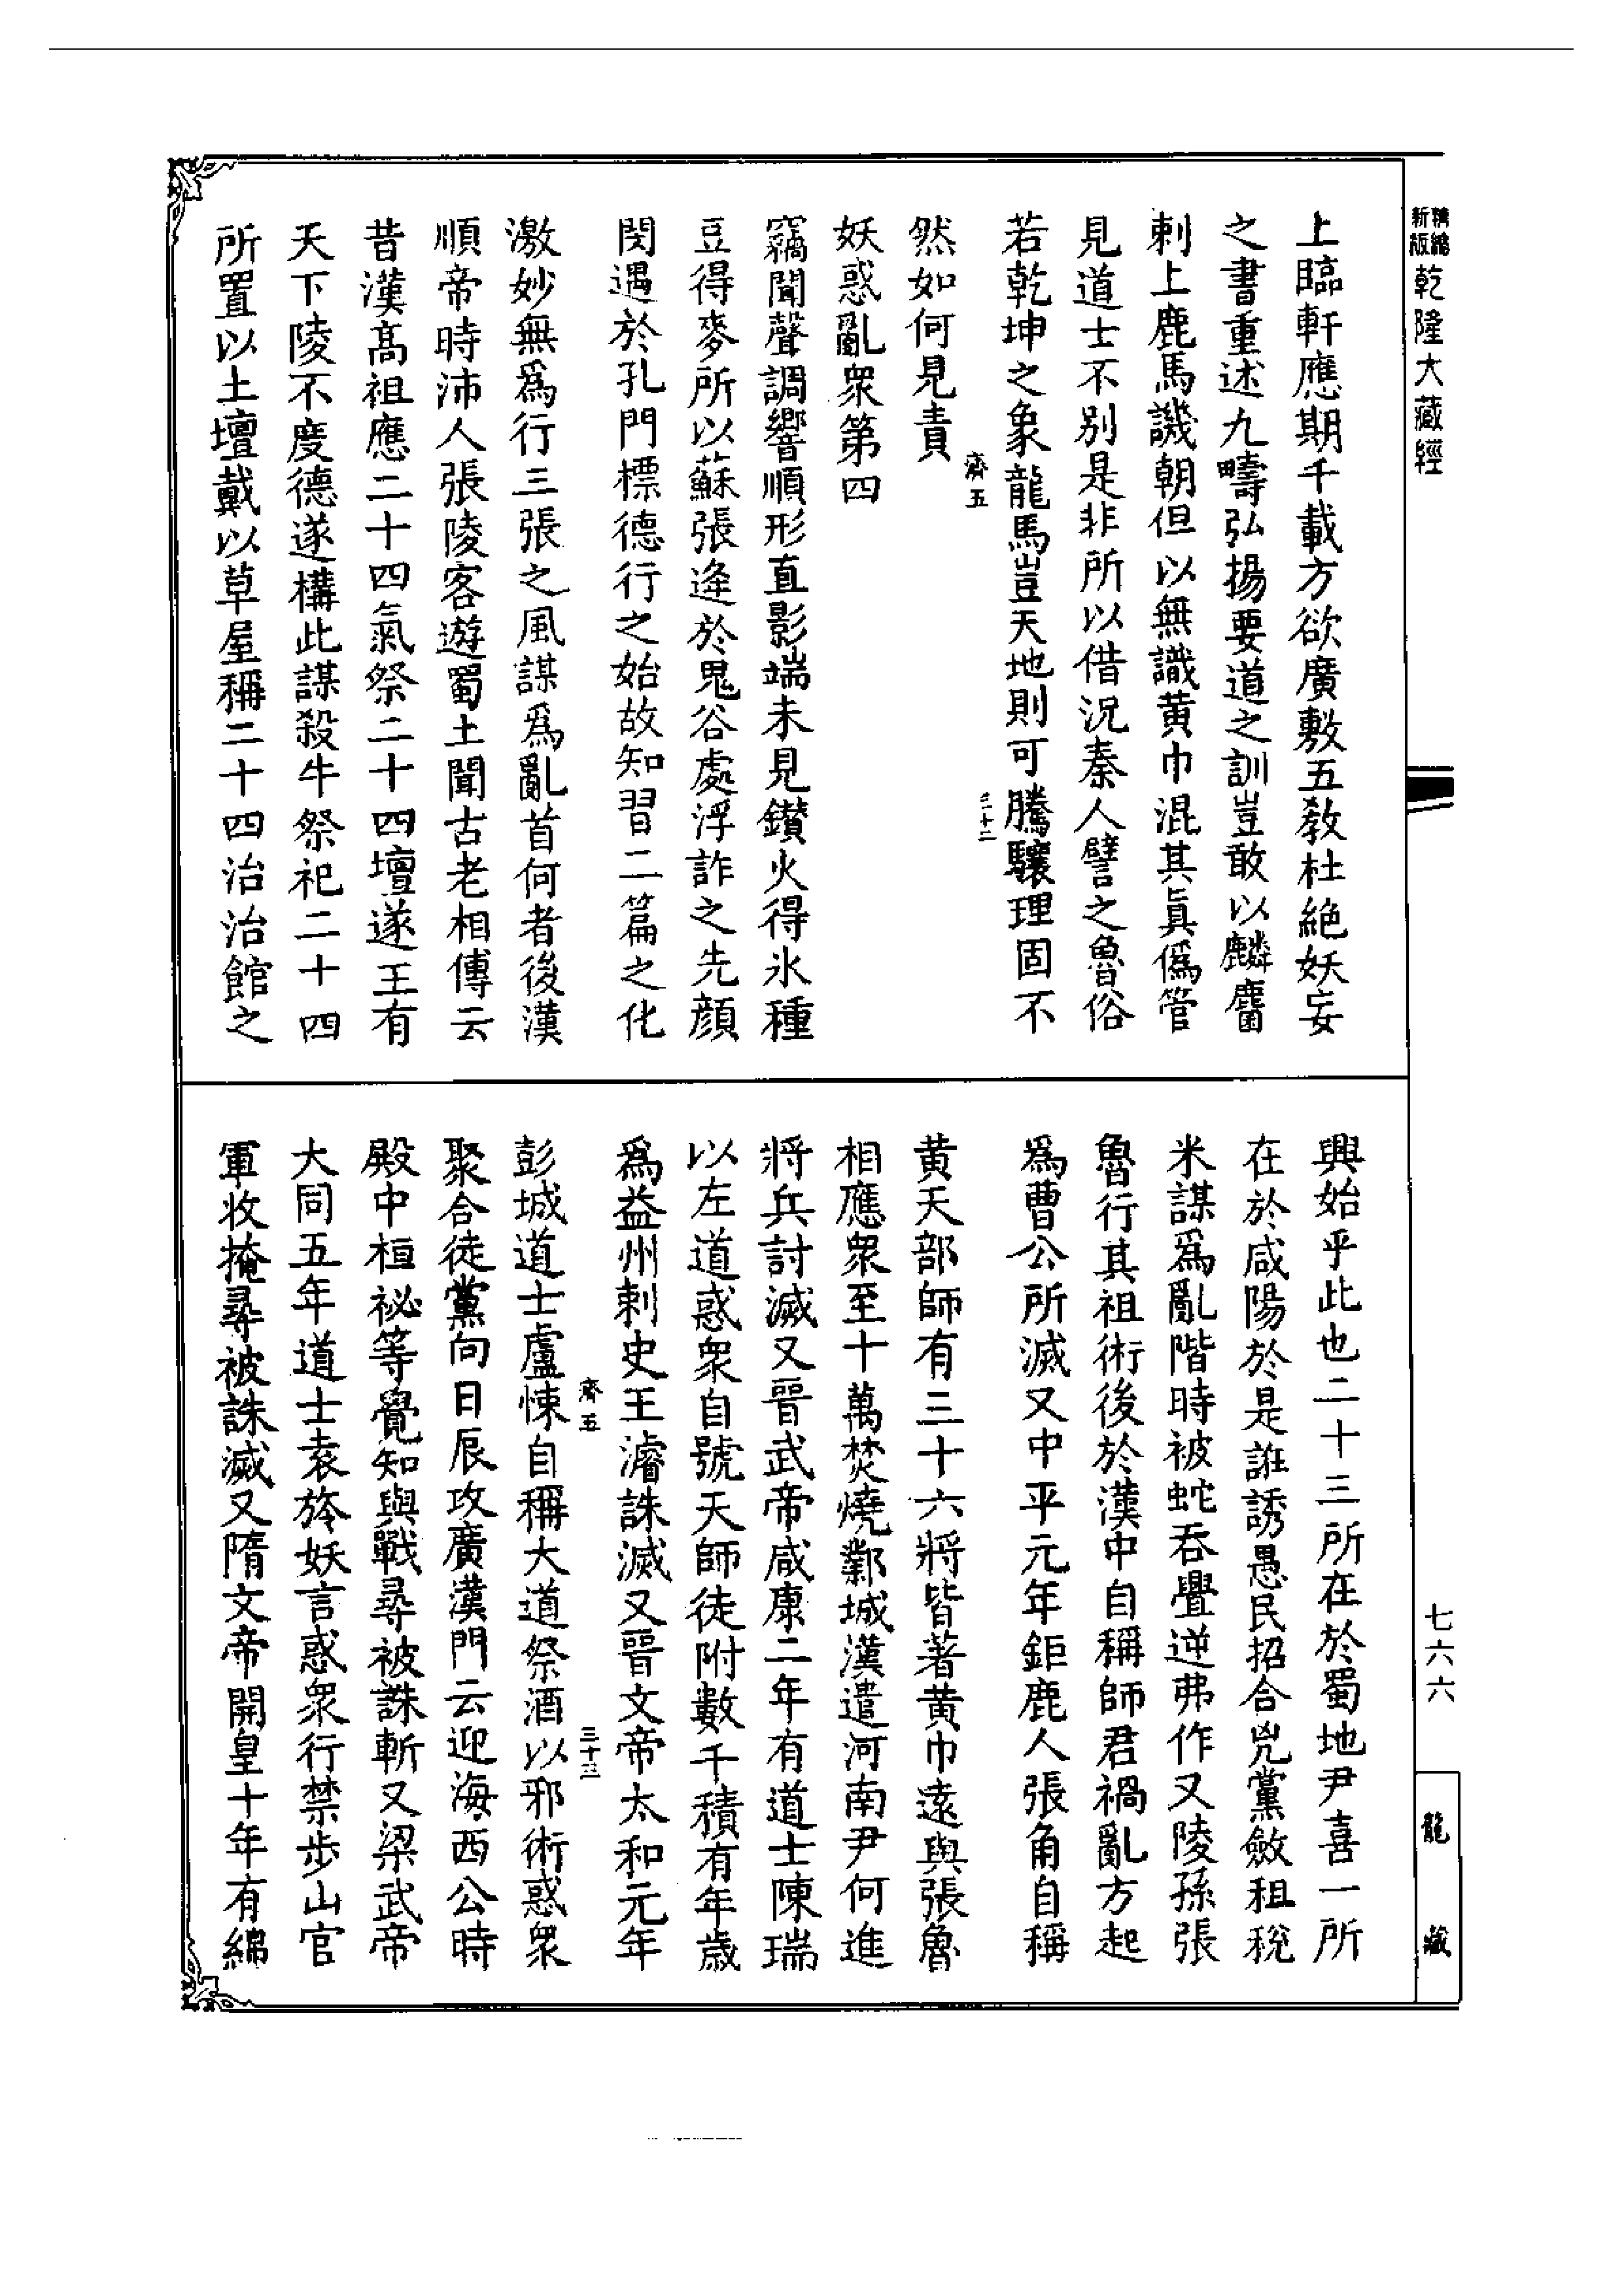 精縮新版乾隆大藏經
七六六
龍藏
上臨軒應期千載方欲廣敷五教杜絕妖妄
之書重述九疇弘揚要道之訓豈敢以麟麕
刺上鹿馬譏朝但以無識黃巾混其眞僞管
見道士不別是非所以借況秦人譬之魯俗
若乾坤之象龍馬豈天地則可騰驤理固不
齊五 三十二
然如何見責
妖惑亂衆第四
竊聞聲調響順形直影端未見鑽火得氷種
豆得麥所以蘇張逄於鬼谷處浮詐之先顔
閔遇於孔門標德行之始故知習二篇之化
激妙無爲行三張之風謀爲亂首何者後漢
順帝時沛人張陵客遊蜀土聞古老相傳云
昔漢髙祖應二十四氣祭二十四壇遂王有
天下陵不度德遂構此謀殺牛祭祀二十四
所置以土壇戴以草屋稱二十四治治館之
興始乎此也二十三所在於蜀地尹喜一所
在於咸陽於是誑誘愚民招合兇黨斂租稅
米謀爲亂階時被蛇吞舋逆弗作又陵孫張
魯行其祖術後於漢中自稱師君禍亂方起
爲曹公所滅又中平元年鉅鹿人張角自稱
黃天部師有三十六將皆著黃巾遠與張魯
相應衆至十萬焚燒鄴城漢遣河南尹何進
將兵討滅又晉武帝咸康二年有道士陳瑞
以左道惑衆自號天師徒附數千積有年歲
爲益州刺史王濬誅滅又晉文帝太和元年
齊五 三十三
彭城道士盧悚自稱大道祭酒以邪術惑衆
聚合徒黨向日辰攻廣漢門云迎海西公時
殿中桓祕等覺知與戰尋被誅斬又梁武帝
大同五年道士袁旍妖言惑衆行禁步山官
軍收掩尋被誅滅又隋文帝開皇十年有綿